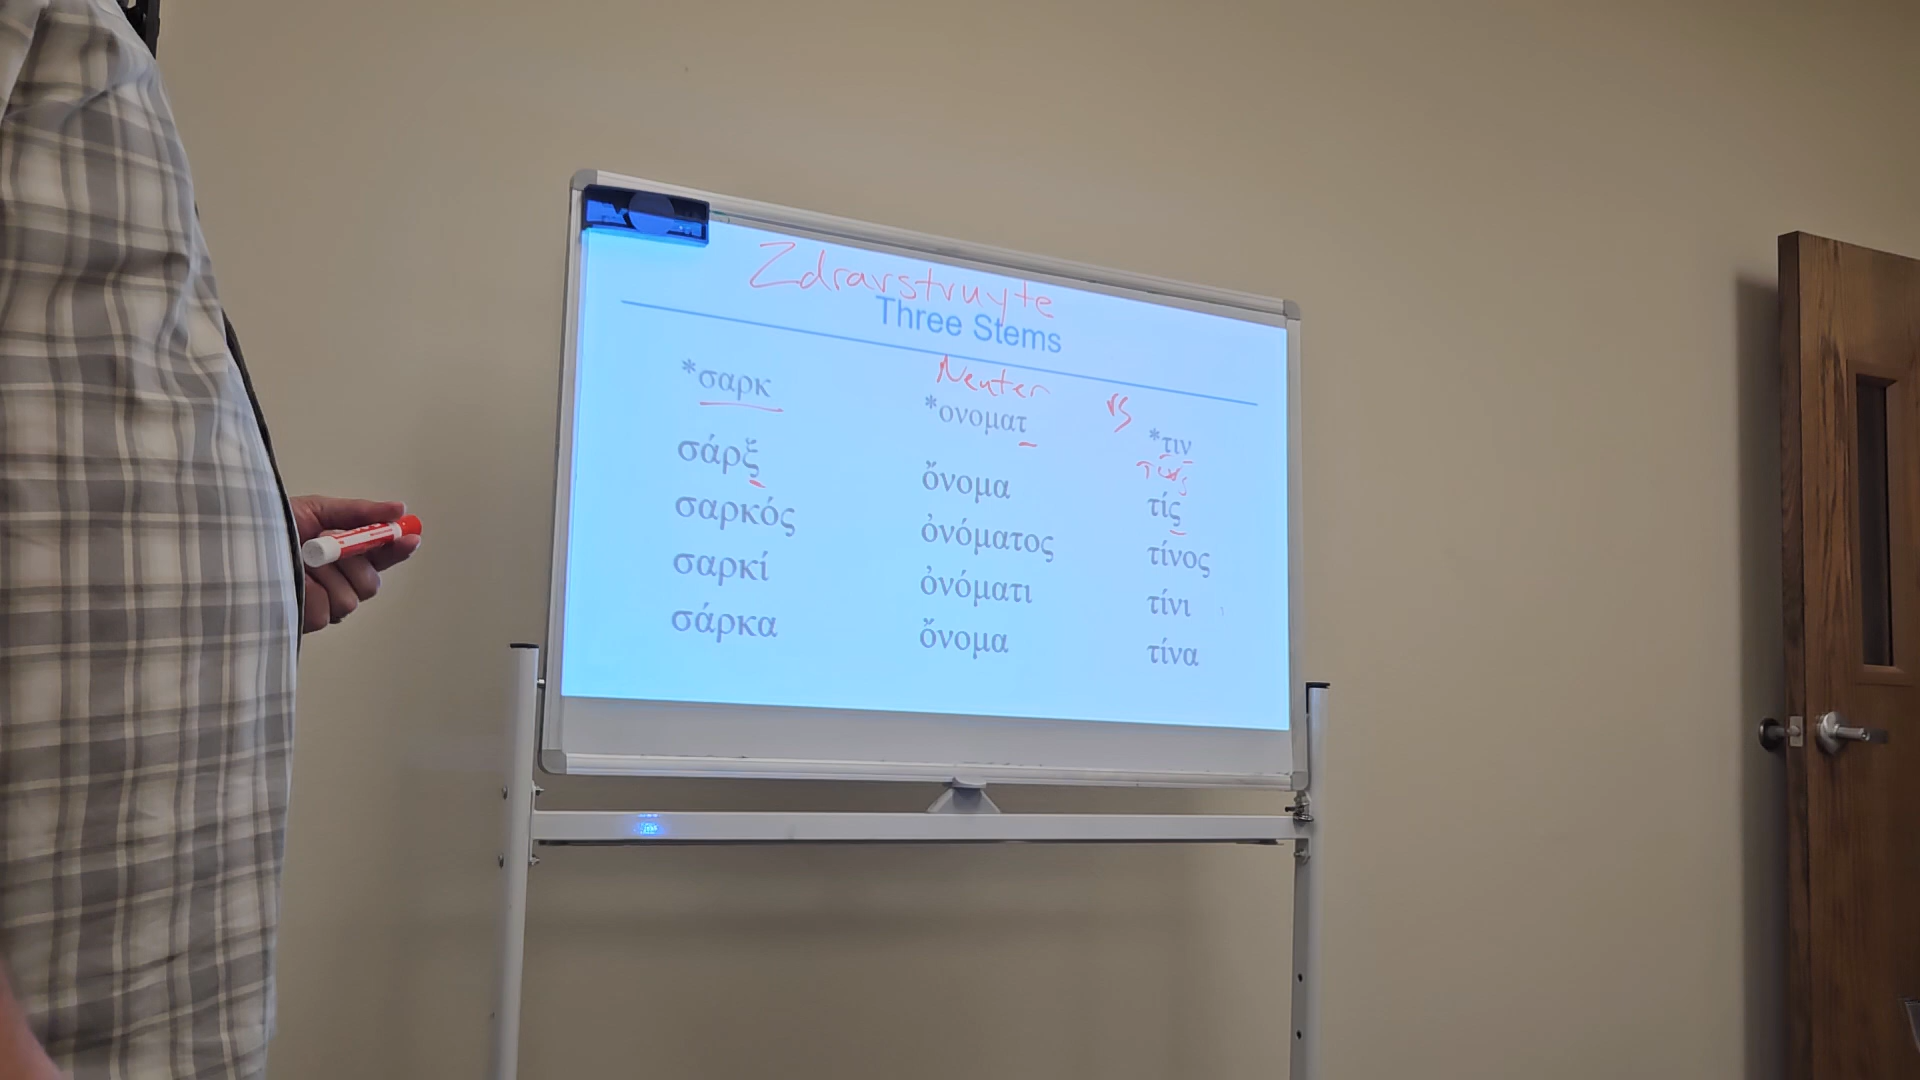 Zdravstvuyte
Three Stems
Neuter
vs
*σαρκ *ονοματ *τιν
σάρξ ὄνομα τίς
σαρκός ὀνόματος τίνος
σαρκί ὀνόματι τίνι
σάρκα ὄνομα τίνα